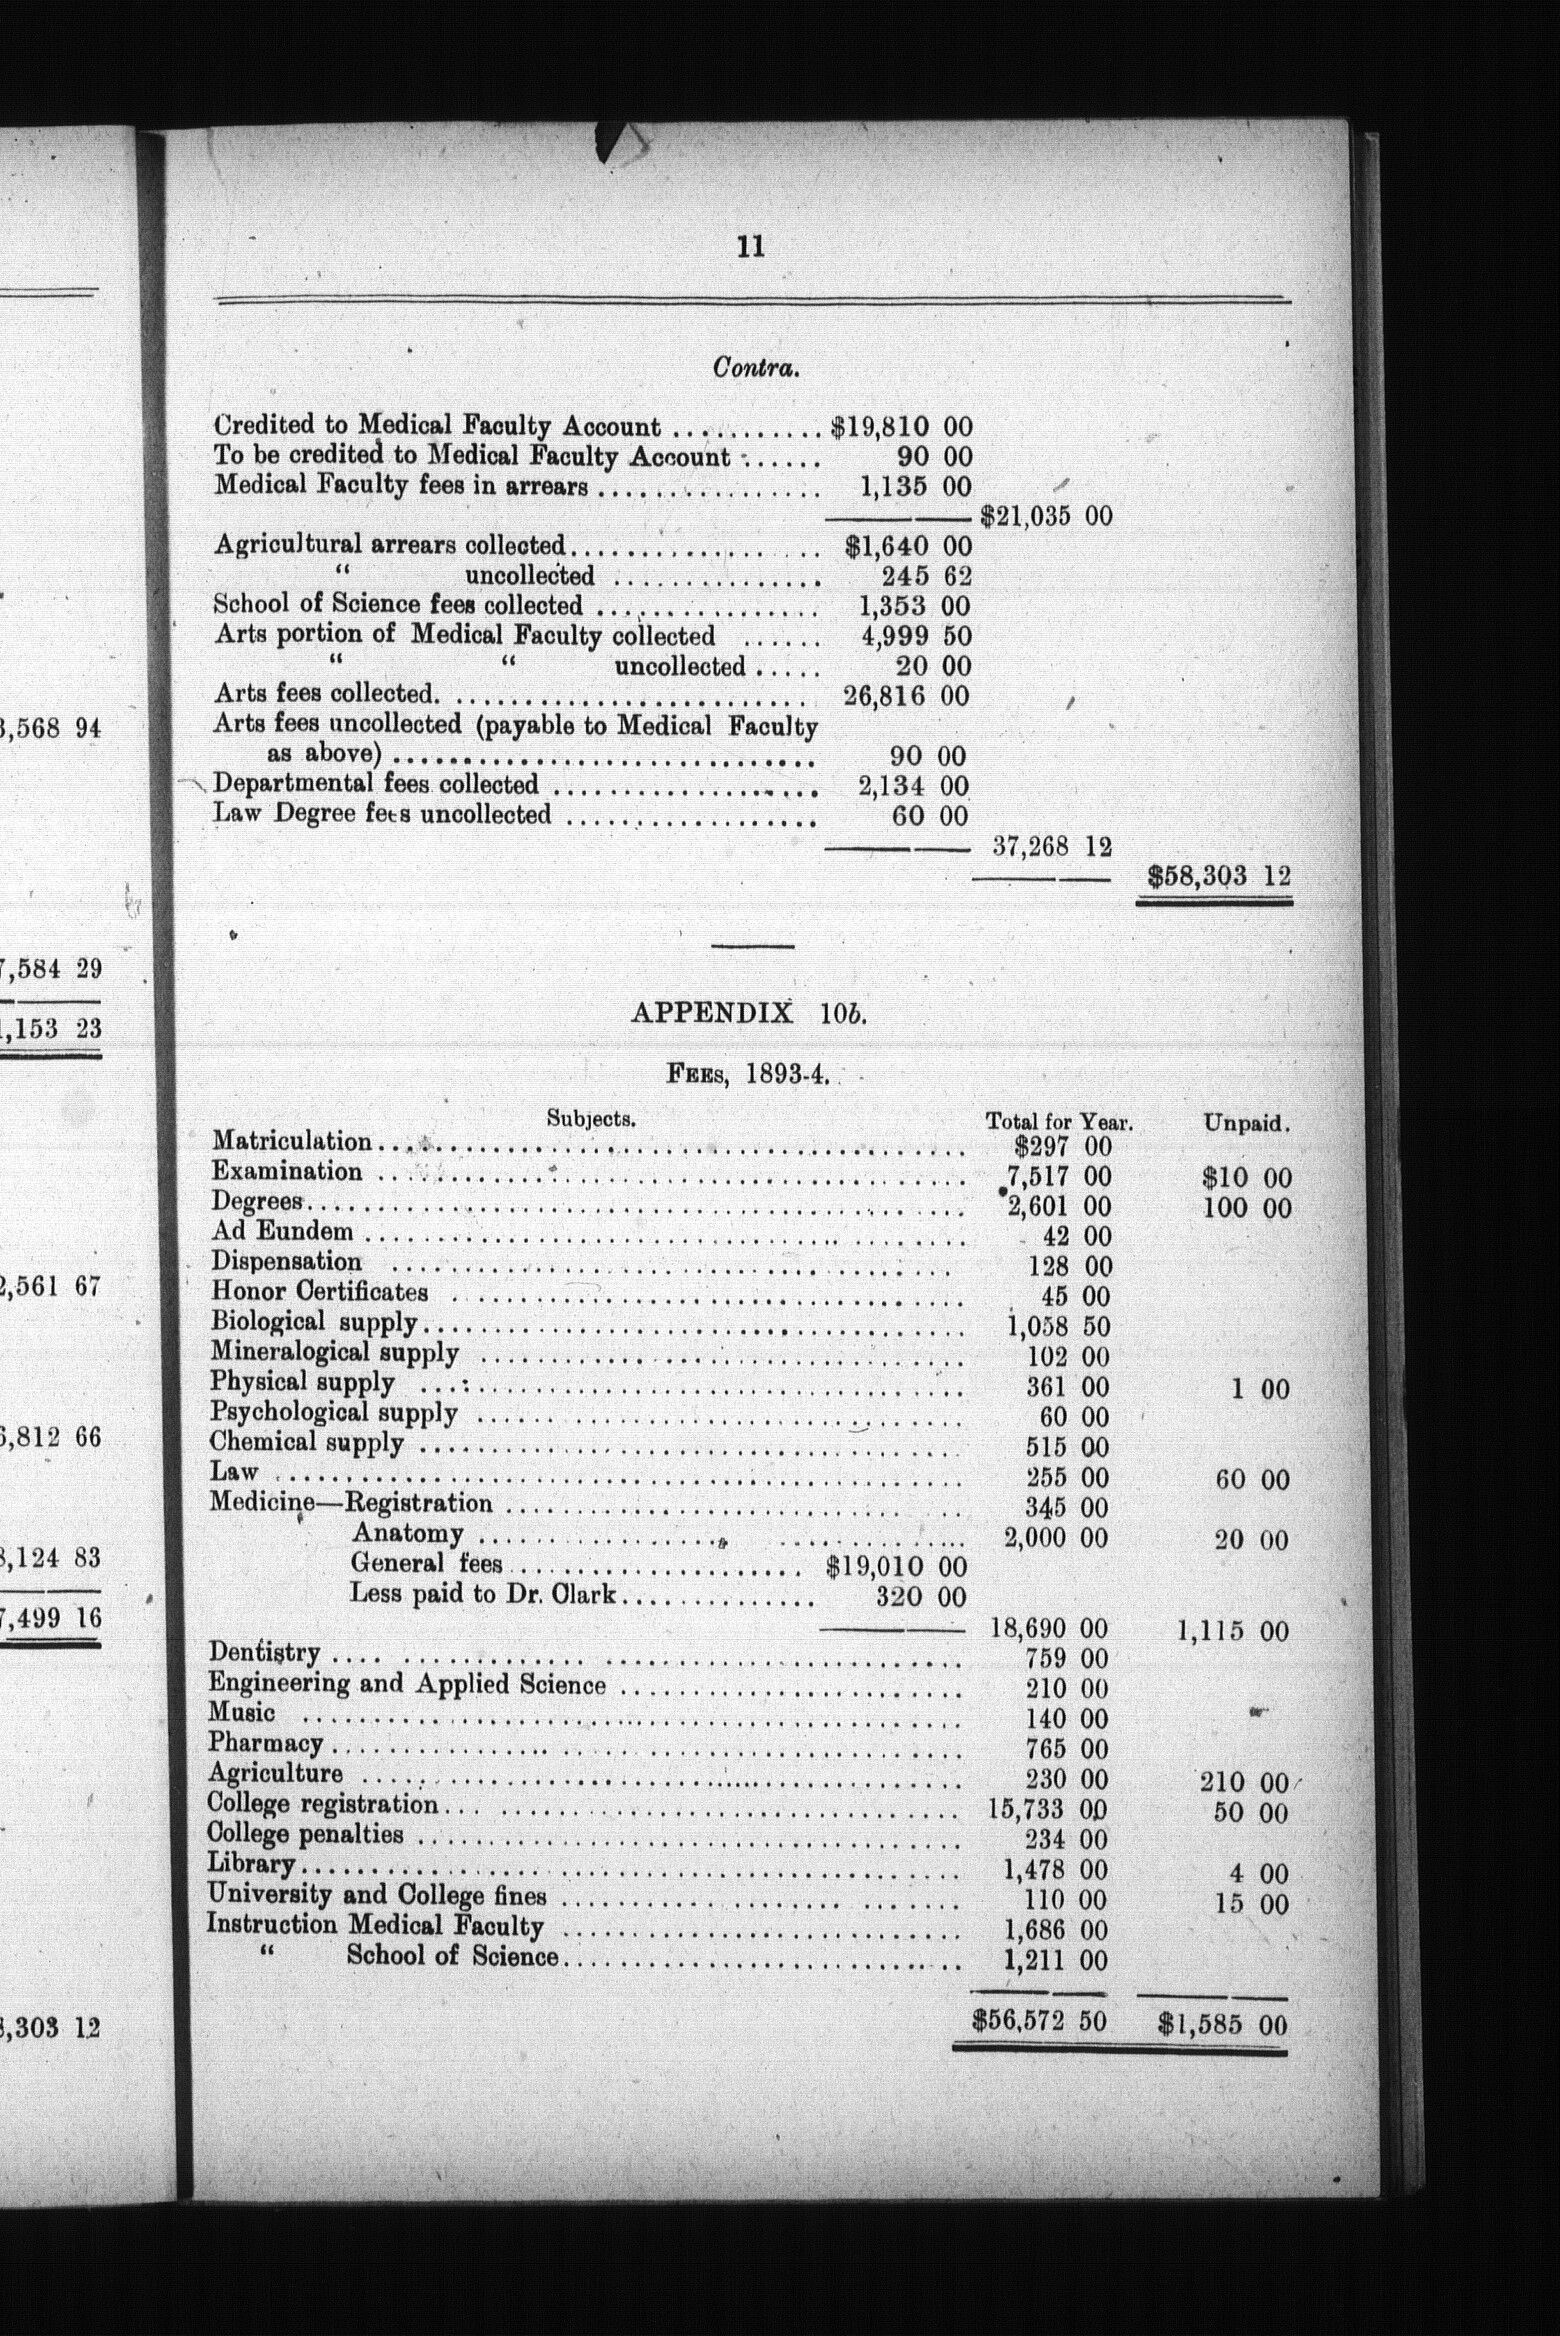 11
Contra.
Credited to Medical Faculty Account ........... $19,810 00
To be credited to Medical Faculty Account ...... 90 00
Medical Faculty fees in arrears ................ 1,135 00
$21,035 00
Agricultural arrears collected.................. $1,640 00
“ uncollected ............... 245 62
School of Science fees collected ................ 1,353 00
Arts portion of Medical Faculty collected ...... 4,999 50
“ “ uncollected ..... 20 00
Arts fees collected. ......................... 26,816 00
Arts fees uncollected (payable to Medical Faculty
as above) .............................. 90 00
Departmental fees collected ................... 2,134 00
Law Degree fees uncollected .................. 60 00
37,268 12
$58,303 12
APPENDIX 10b.
FEES, 1893-4.
Subjects. Total for Year. Unpaid.
Matriculation......................................... $297 00
Examination ......................................... 7,517 00 $10 00
Degrees.............................................. 2,601 00 100 00
Ad Eundem .......................................... 42 00
Dispensation ....................................... 128 00
Honor Certificates .................................... 45 00
Biological supply...................................... 1,058 50
Mineralogical supply .................................. 102 00
Physical supply ...................................... 361 00 1 00
Psychological supply .................................. 60 00
Chemical supply ...................................... 515 00
Law ................................................ 255 00 60 00
Medicine—Registration ................................ 345 00
Anatomy .................................. 2,000 00 20 00
General fees..................... $19,010 00
Less paid to Dr. Clark.............. 320 00
18,690 00 1,115 00
Dentistry ........................................... 759 00
Engineering and Applied Science ........................ 210 00
Music .............................................. 140 00
Pharmacy............................................ 765 00
Agriculture .......................................... 230 00 210 00
College registration................................... 15,733 00 50 00
College penalties ...................................... 234 00
Library.............................................. 1,478 00 4 00
University and College fines ............................ 110 00 15 00
Instruction Medical Faculty ............................ 1,686 00
“ School of Science............................ 1,211 00
$56,572 50 $1,585 00
3,568 94
7,584 29
1,153 23
2,561 67
6,812 66
8,124 83
7,499 16
8,303 12